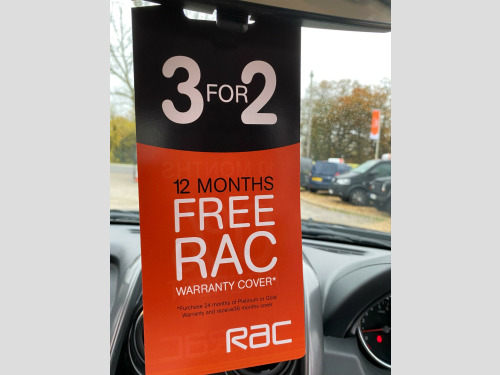 3 FOR 2
12 MONTHS
FREE
RAC
WARRANTY COVER*
*Purchase 24 months of Platinum or Gold
Warranty and receive 36 months cover
RAC